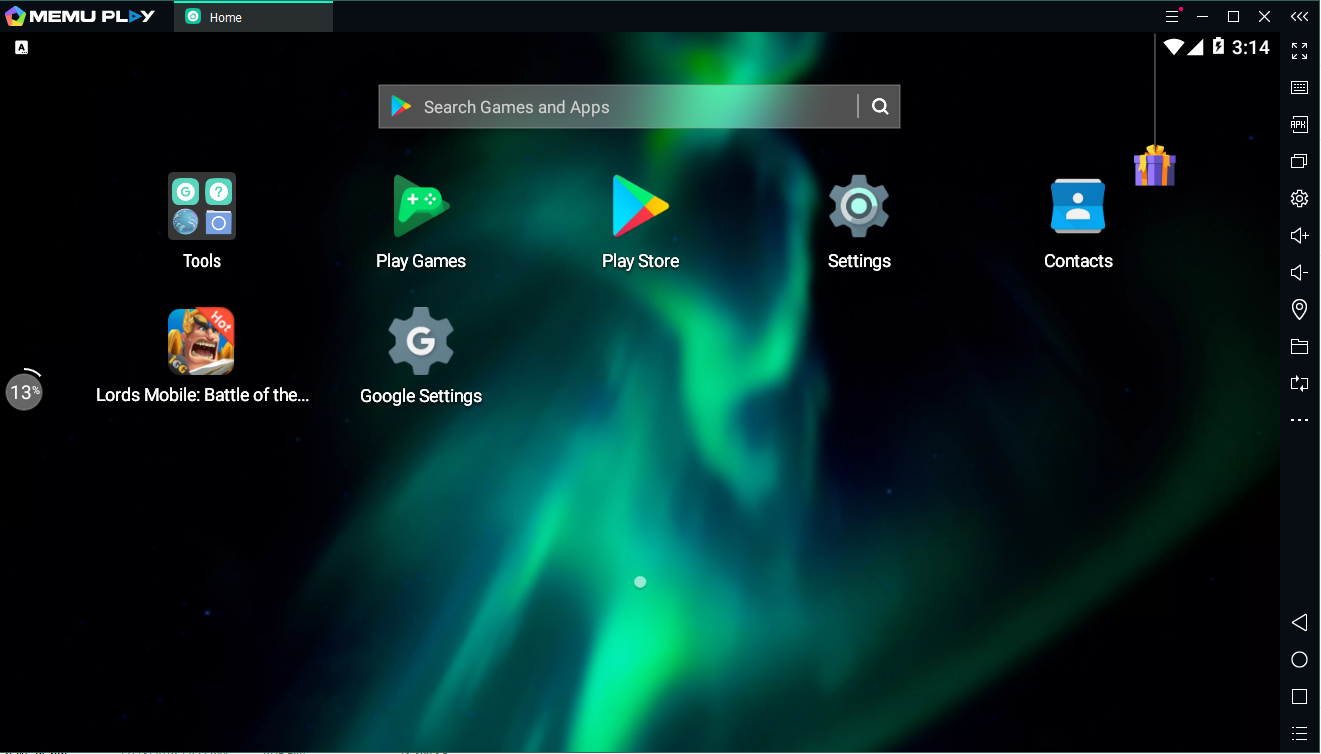 MEMU PLAY
Home
A
3:14
Search Games and Apps
APK
G
?
Tools
Play Games
Play Store
Settings
Contacts
Hot
IGG
G
13%
Lords Mobile: Battle of the...
Google Settings